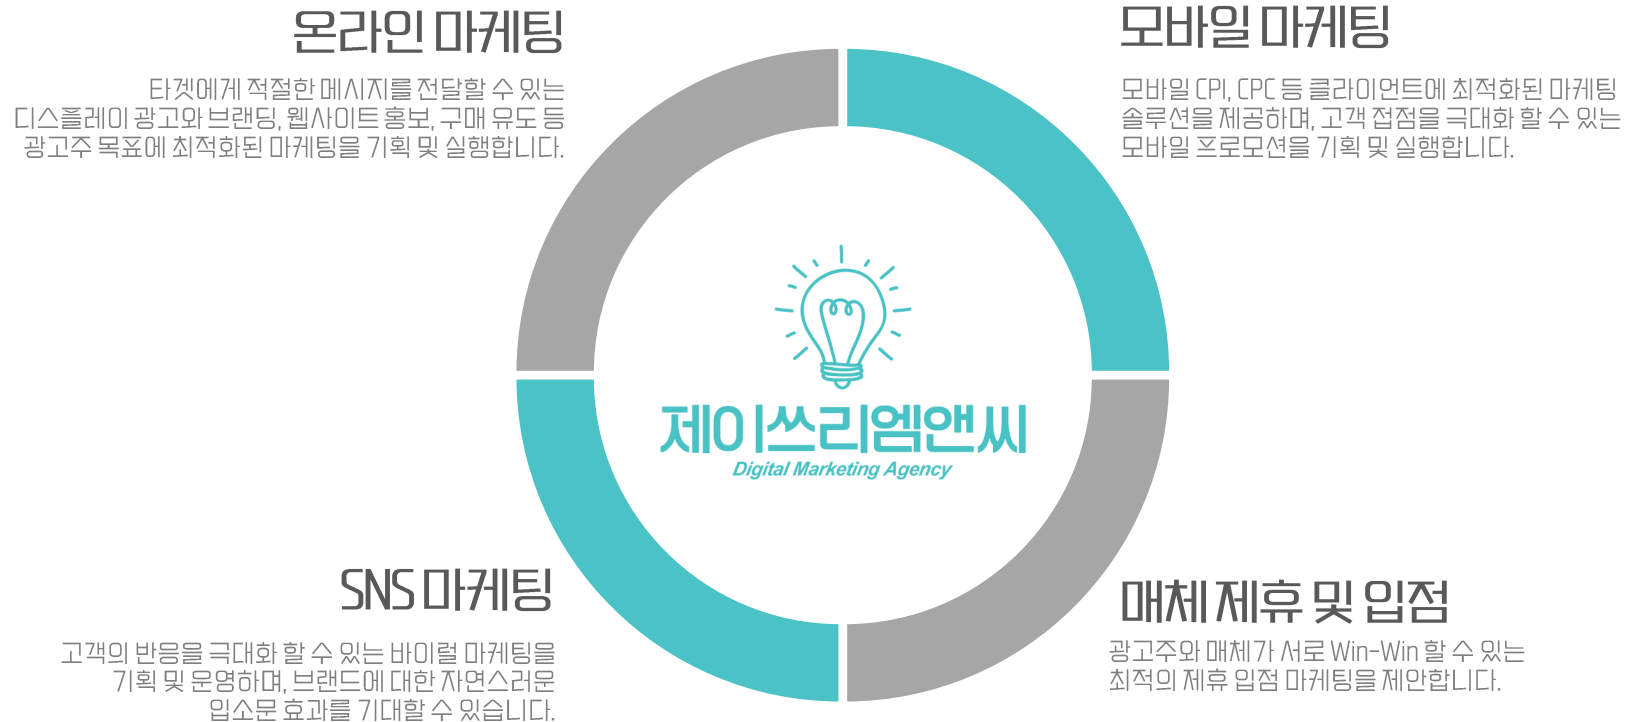 온라인 마케팅
타겟에게 적절한 메시지를 전달할 수 있는
디스플레이 광고와 브랜딩, 웹사이트 홍보, 구매 유도 등
광고주 목표에 최적화된 마케팅을 기획 및 실행합니다.
모바일 마케팅
모바일 CPI, CPC 등 클라이언트에 최적화된 마케팅
솔루션을 제공하며, 고객 접점을 극대화 할 수 있는
모바일 프로모션을 기획 및 실행합니다.
제이쓰리엠앤씨
Digital Marketing Agency
SNS 마케팅
고객의 반응을 극대화 할 수 있는 바이럴 마케팅을
기획 및 운영하며, 브랜드에 대한 자연스러운
입소문 효과를 기대할 수 있습니다.
매체 제휴 및 입점
광고주와 매체가 서로 Win-Win 할 수 있는
최적의 제휴 입점 마케팅을 제안합니다.